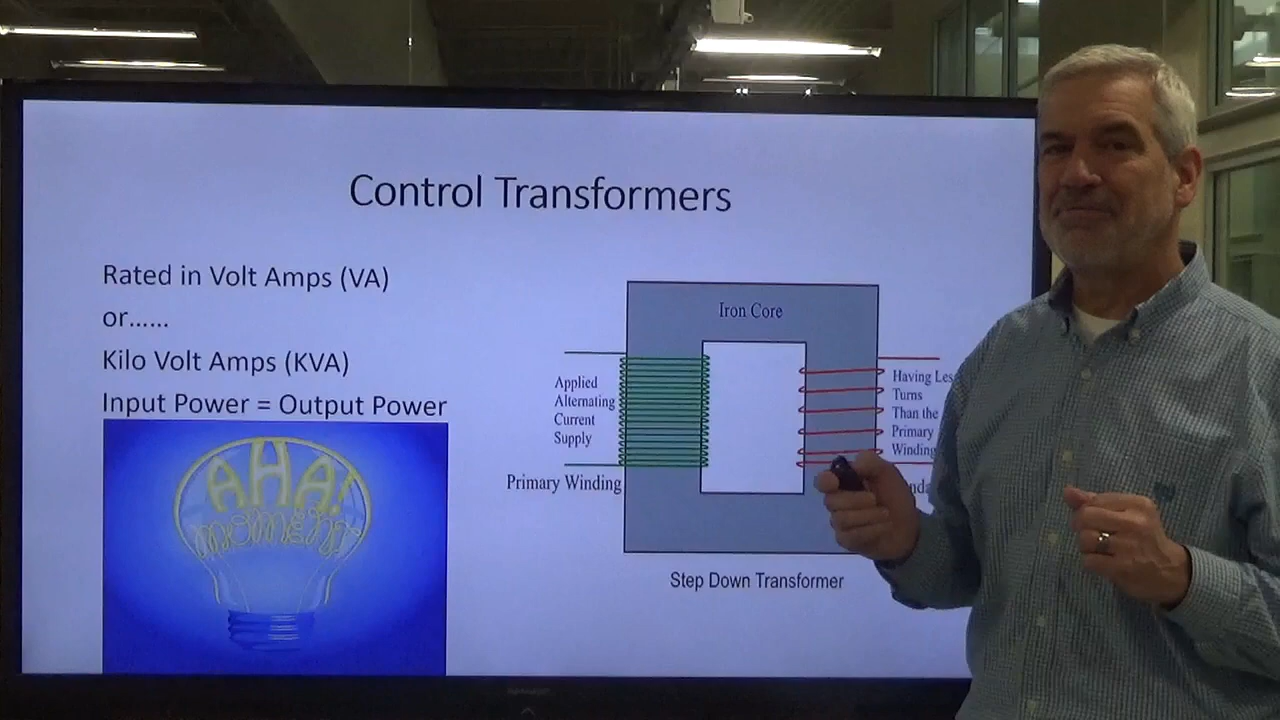 Control Transformers
Rated in Volt Amps (VA)
or......
Kilo Volt Amps (KVA)
Input Power = Output Power
AHA!
MOMENT
Iron Core
Applied
Alternating
Current
Supply
Primary Winding
Having Les
Turns
Than the
Primary
Winding
Step Down Transformer